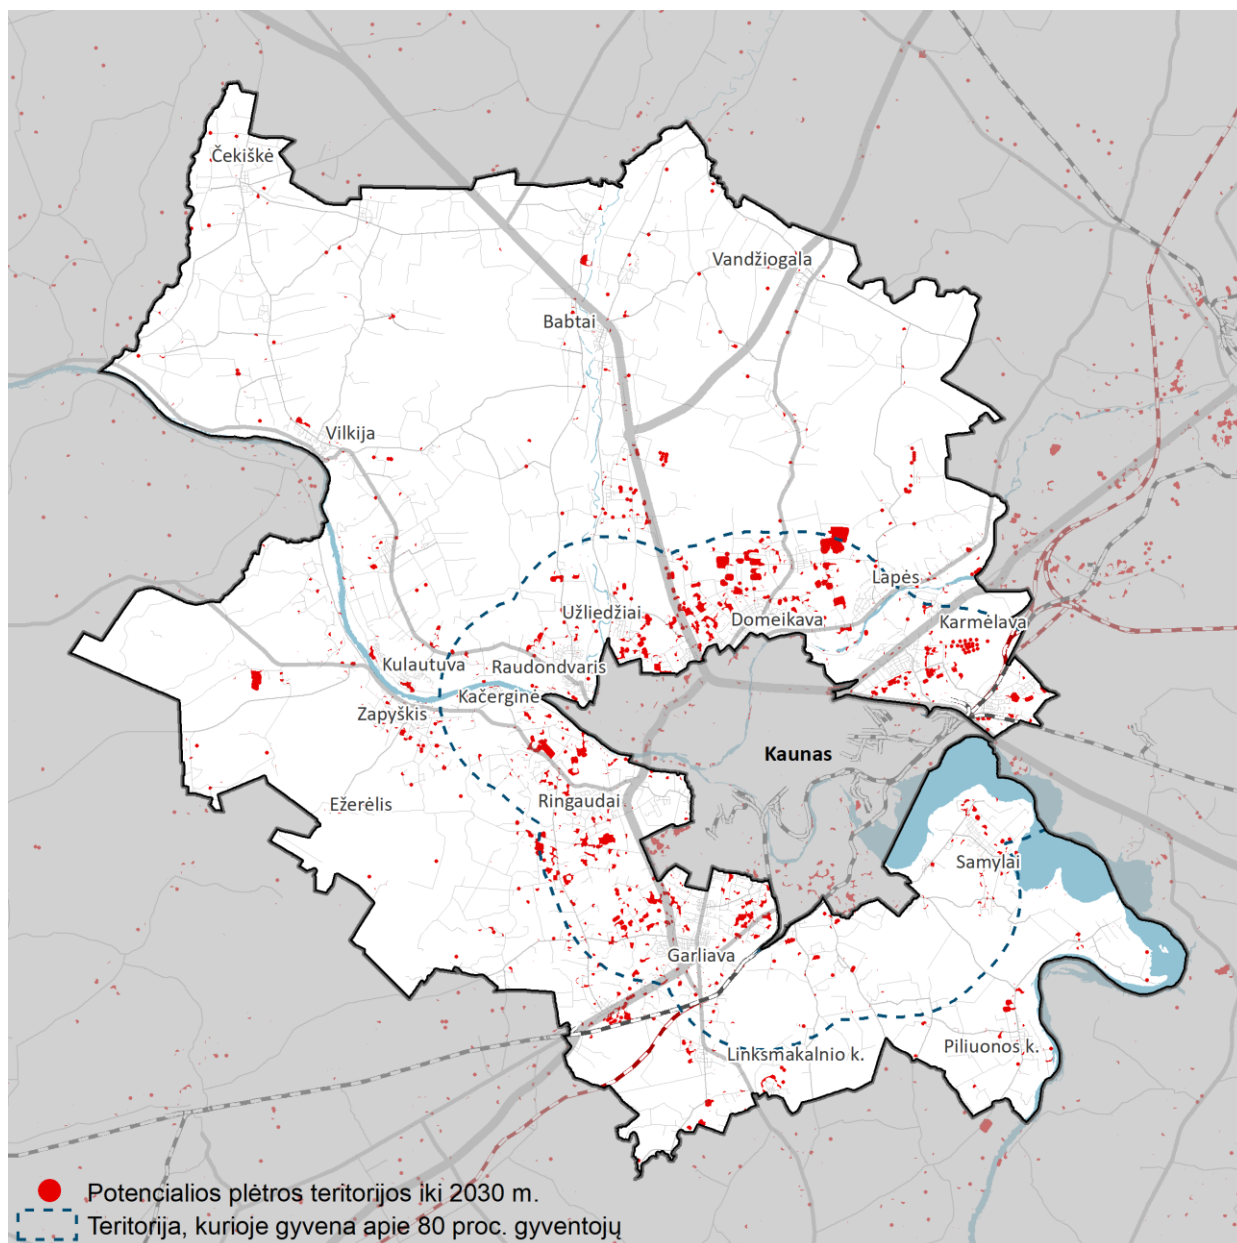 Čekiškė
Vandžiogala
Babtai
Vilkija
Lapės
Užliedžiai
Domeikava
Karmėlava
Kulautuva
Raudondvaris
Kačerginė
Zapyškis
Kaunas
Ežerėlis
Ringaudai
Samylai
Garliava
Linksmakalnio k.
Piliuonos k.
Potencialios plėtros teritorijos iki 2030 m.
Teritorija, kurioje gyvena apie 80 proc. gyventojų